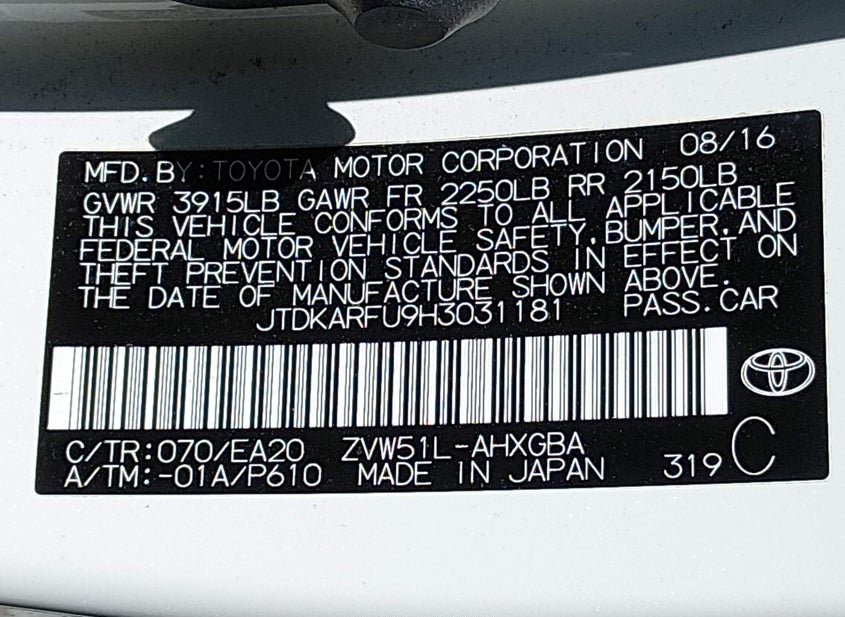 MFD. BY: TOYOTA MOTOR CORPORATION 08/16
GVWR 3915LB GAWR FR 2250LB RR 2150LB
THIS VEHICLE CONFORMS TO ALL APPLICABLE
FEDERAL MOTOR VEHICLE SAFETY, BUMPER, AND
THEFT PREVENTION STANDARDS IN EFFECT ON
THE DATE OF MANUFACTURE SHOWN ABOVE.
JTDKARFU9H3031181 PASS. CAR
C/TR:070/EA20 ZVW51L-AHXGBA
A/TM:-01A/P610 MADE IN JAPAN 319 C